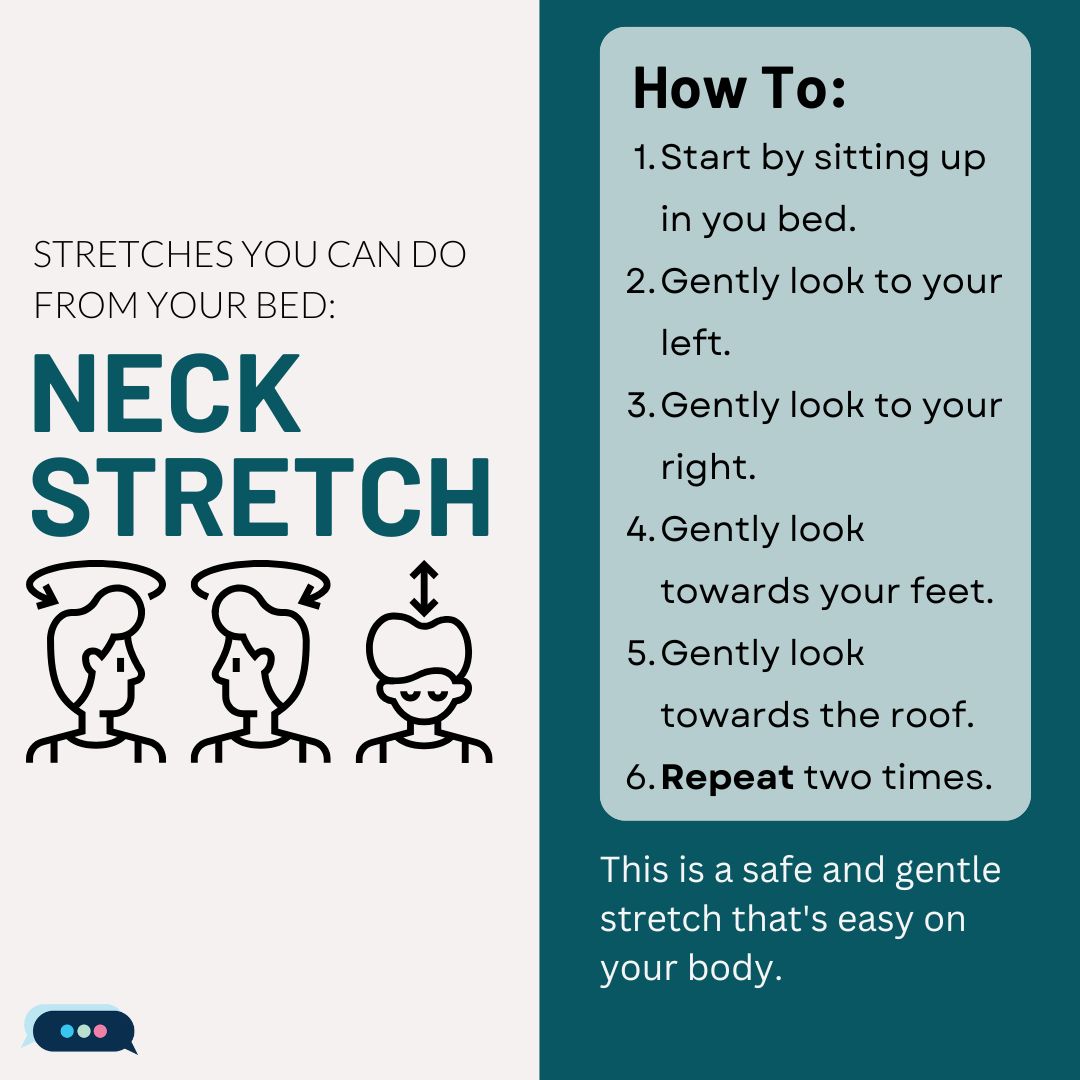 STRETCHES YOU CAN DO
FROM YOUR BED:
NECK
STRETCH
How To:
1. Start by sitting up
in you bed.
2. Gently look to your
left.
3. Gently look to your
right.
4. Gently look
towards your feet.
5. Gently look
towards the roof.
6. Repeat two times.
This is a safe and gentle
stretch that's easy on
your body.